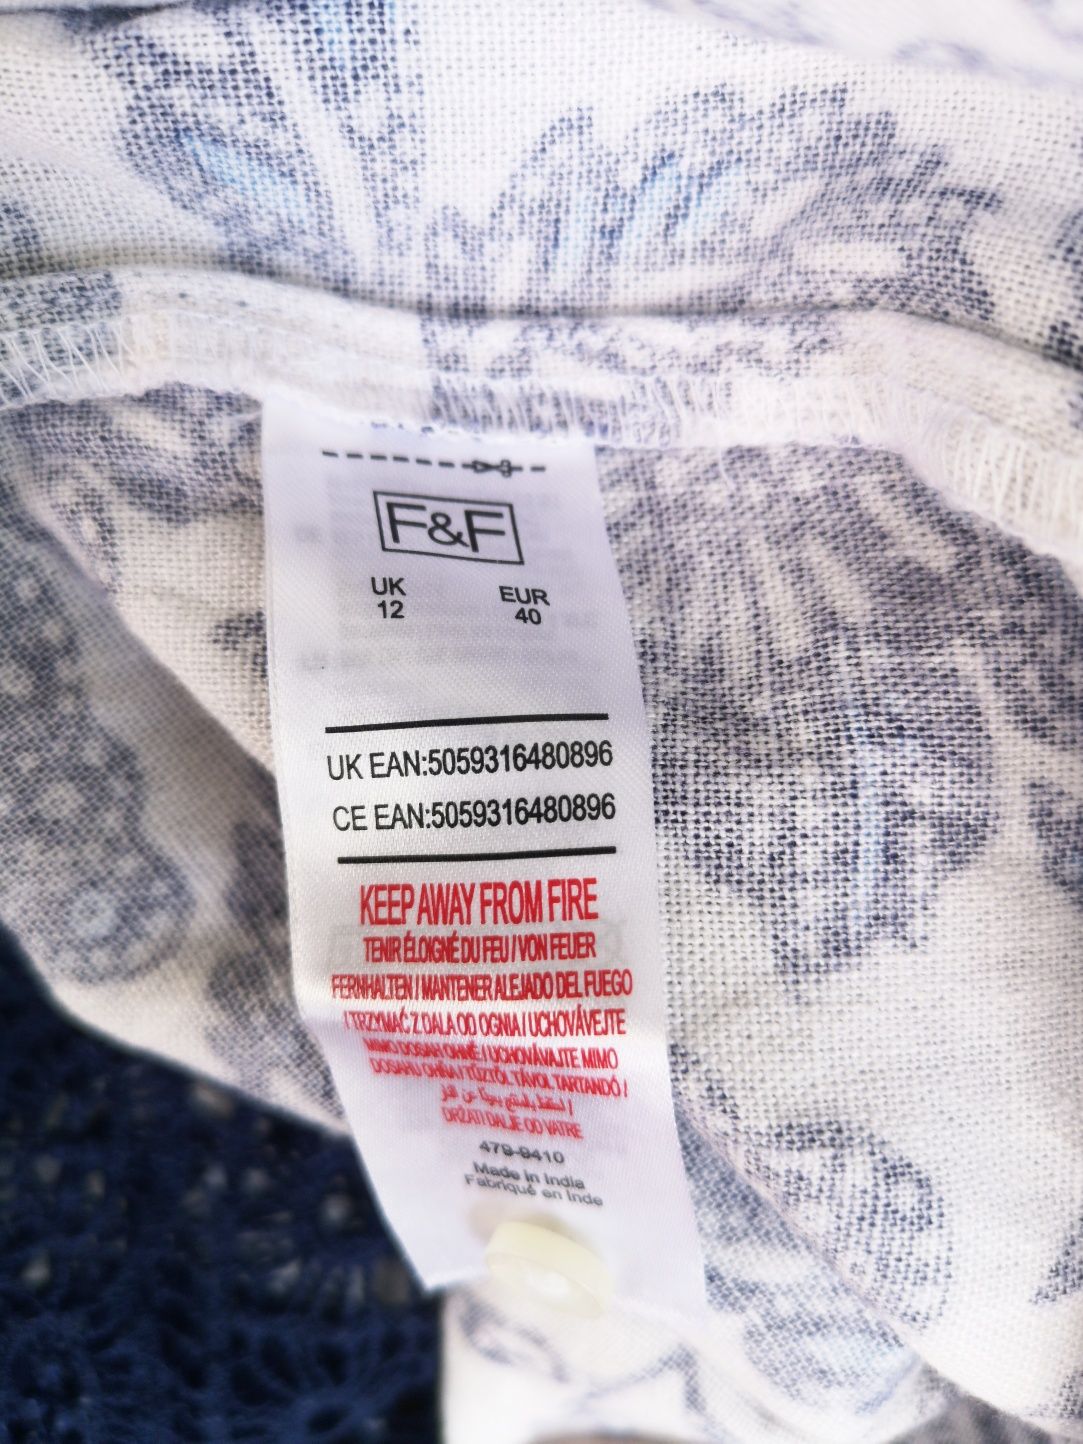 F&F
UK EUR
12 40
UK EAN:5059316480896
CE EAN:5059316480896
KEEP AWAY FROM FIRE
TENIR ÉLOIGNÉ DU FEU / VON FEUER
FERNHALTEN / MANTENER ALEJADO DEL FUEGO
/ TRZYMAĆ Z DALA OD OGNIA / UCHOVÁVEJTE
MIMO DOSAH OHNĚ / UCHOVÁVAJTE MIMO
DOSAHU OHŇA / TŰZTŐL TÁVOL TARTANDÓ /
DRŽATI DALJE OD VATRE
479-9410
Made in India
Fabriqué en Inde